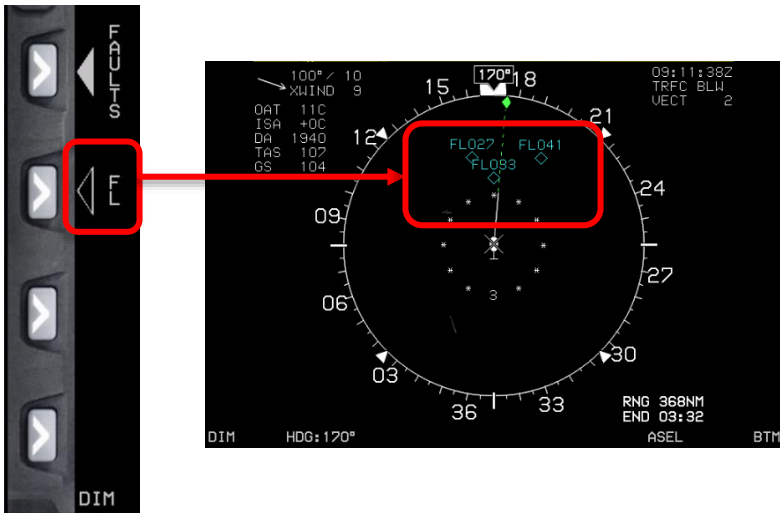 FAULTS
FL
DIM
100°/ 10
XWIND 9
OAT 11C
ISA +0C
DA 1940
TAS 107
GS 104
170°
09:11:38Z
TRFC BLW
VECT 2
15
18
21
12
24
09
27
06
30
03
33
36
FL027
FL041
FL083
3
RNG 368NM
END 03:32
DIM
HDG:170°
ASEL
BTM